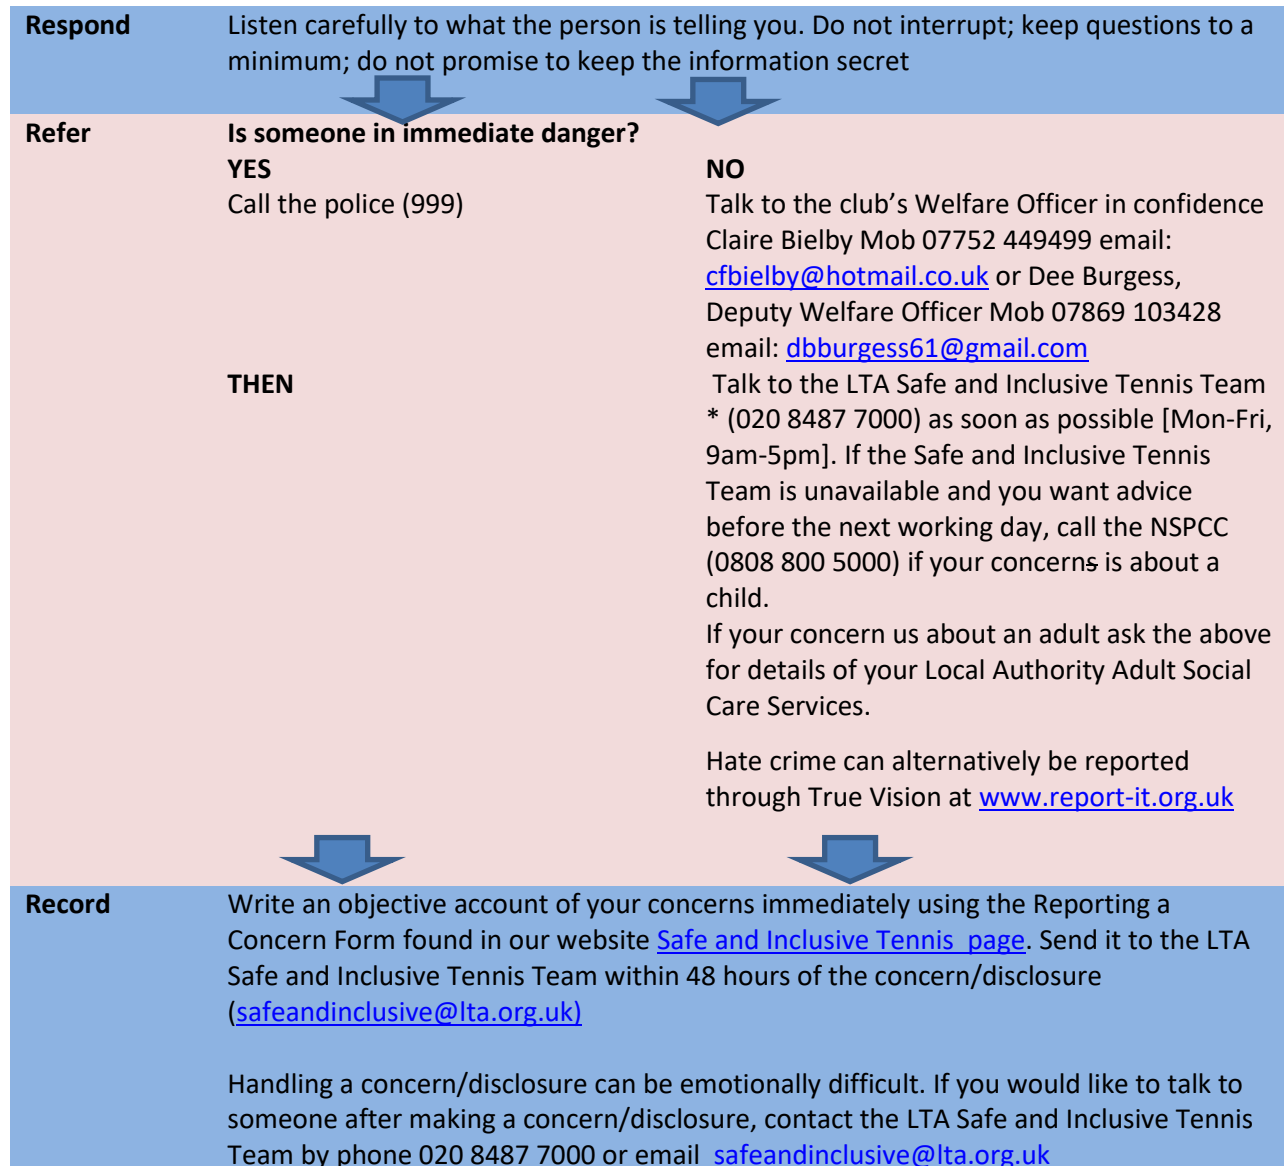 Respond
Listen carefully to what the person is telling you. Do not interrupt; keep questions to a
minimum; do not promise to keep the information secret
Refer
Is someone in immediate danger?
YES
Call the police (999)
THEN
NO
Talk to the club’s Welfare Officer in confidence
Claire Bielby Mob 07752 449499 email:
cfbielby@hotmail.co.uk or Dee Burgess,
Deputy Welfare Officer Mob 07869 103428
email: dbburgess61@gmail.com
Talk to the LTA Safe and Inclusive Tennis Team
* (020 8487 7000) as soon as possible [Mon-Fri,
9am-5pm]. If the Safe and Inclusive Tennis
Team is unavailable and you want advice
before the next working day, call the NSPCC
(0808 800 5000) if your concerns is about a
child.
If your concern us about an adult ask the above
for details of your Local Authority Adult Social
Care Services.
Hate crime can alternatively be reported
through True Vision at www.report-it.org.uk
Record
Write an objective account of your concerns immediately using the Reporting a
Concern Form found in our website Safe and Inclusive Tennis  page. Send it to the LTA
Safe and Inclusive Tennis Team within 48 hours of the concern/disclosure
(safeandinclusive@lta.org.uk)
Handling a concern/disclosure can be emotionally difficult. If you would like to talk to
someone after making a concern/disclosure, contact the LTA Safe and Inclusive Tennis
Team by phone 020 8487 7000 or email  safeandinclusive@lta.org.uk